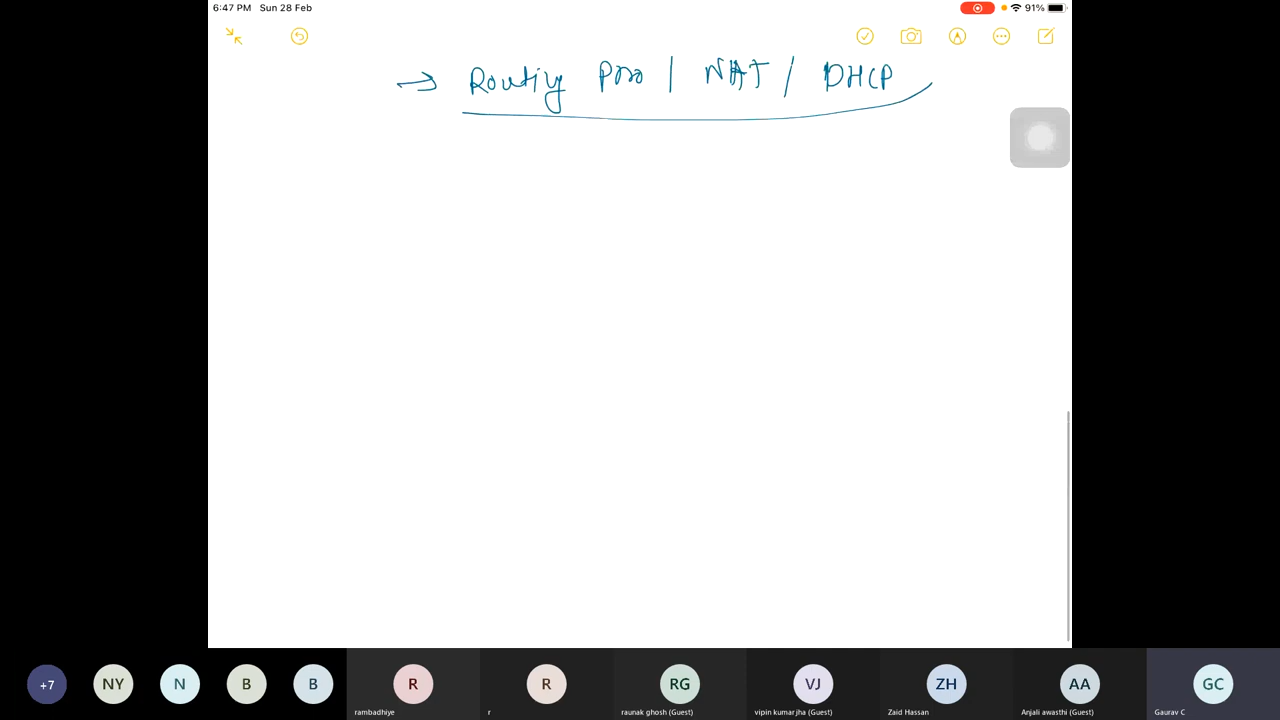 6:47 PM Sun 28 Feb 91%
→ Routing Pro / NAT / DHCP
+7 NY N B B R R RG VJ ZH AA GC
rambadhiye r raunak ghosh (Guest) vipin kumar jha (Guest) Zaid Hassan Anjali awasthi (Guest) Gaurav C